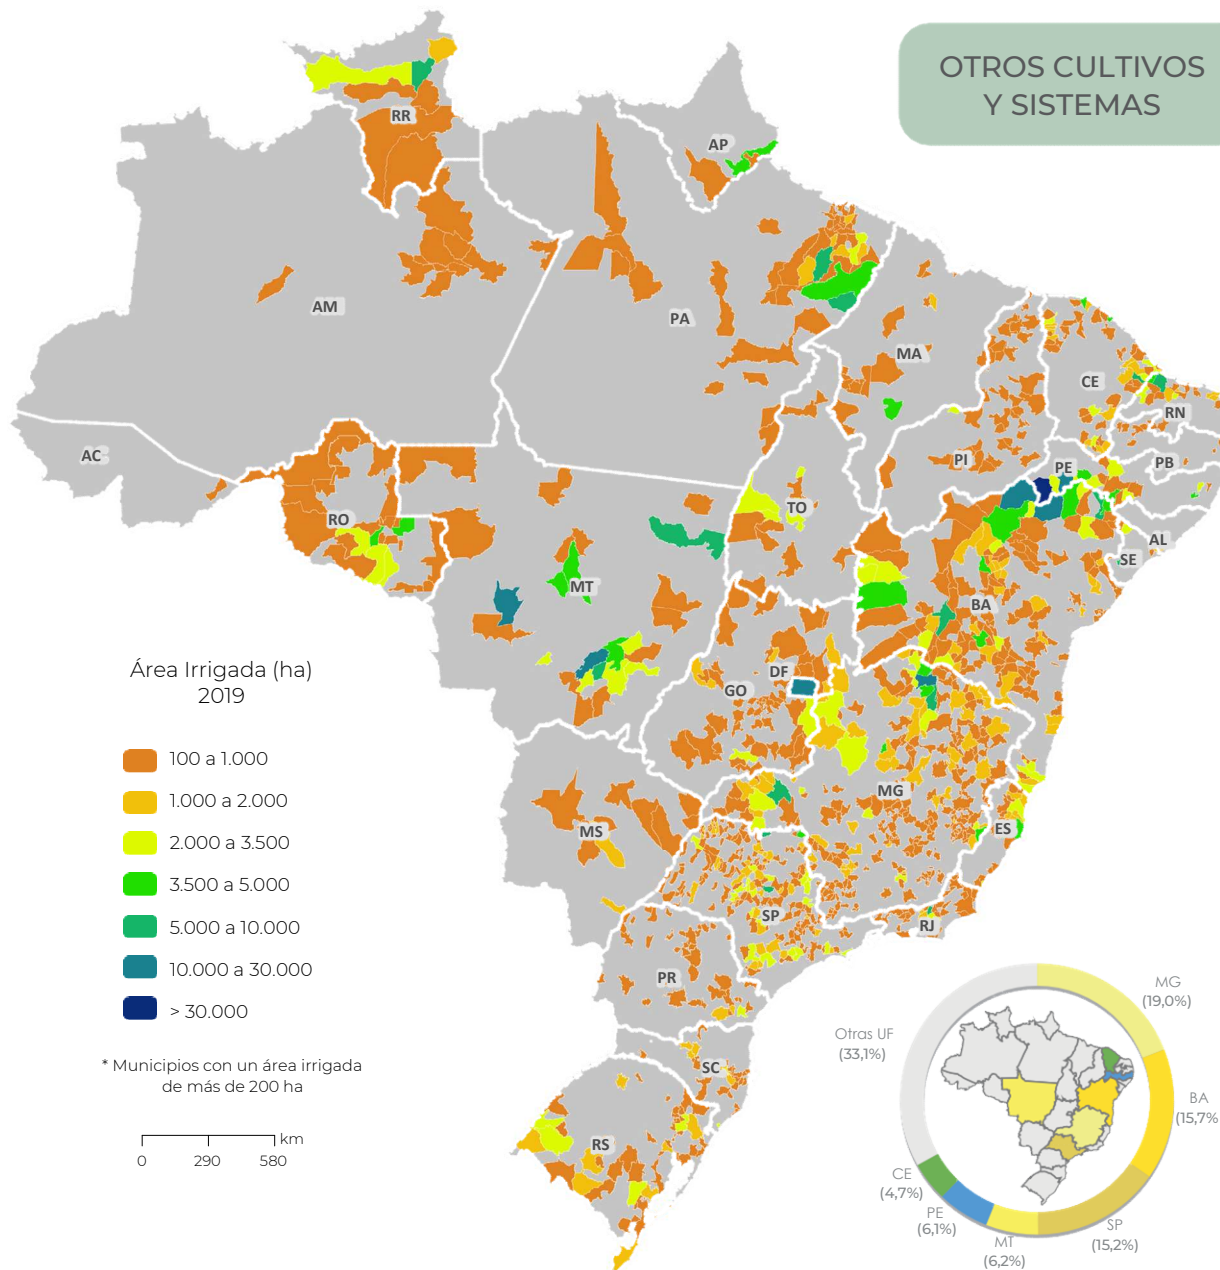 OTROS CULTIVOS
Y SISTEMAS
RR
AP
AM
PA
MA
CE
RN
PB
PE
PI
AC
RO
TO
AL
SE
MT
BA
DF
GO
MG
ES
MS
SP
RJ
PR
SC
RS
Área Irrigada (ha)
2019
100 a 1.000
1.000 a 2.000
2.000 a 3.500
3.500 a 5.000
5.000 a 10.000
10.000 a 30.000
> 30.000
* Municipios con un área irrigada
de más de 200 ha
km
0 290 580
MG
(19,0%)
Otras UF
(33,1%)
BA
(15,7%
CE
(4,7%)
PE
(6,1%)
MT
(6,2%)
SP
(15,2%)